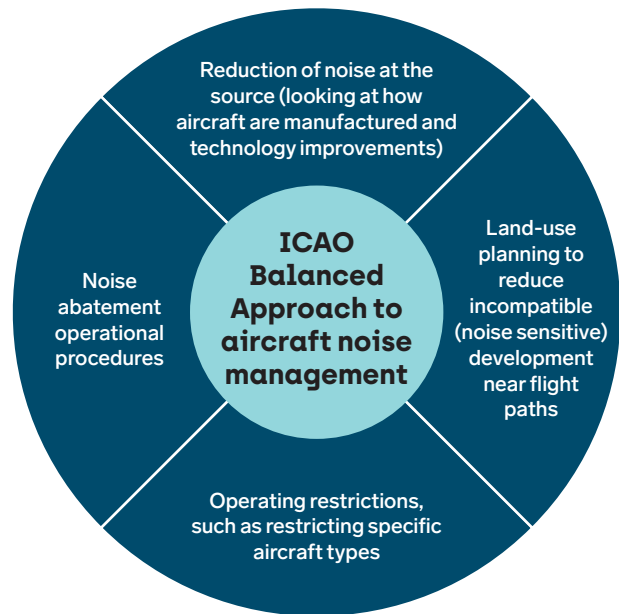 Reduction of noise at the
source (looking at how
aircraft are manufactured and
technology improvements)
ICAO
Balanced
Approach to
aircraft noise
management
Land-use
planning to
reduce
incompatible
(noise sensitive)
development
near flight
paths
Noise
abatement
operational
procedures
Operating restrictions,
such as restricting specific
aircraft types